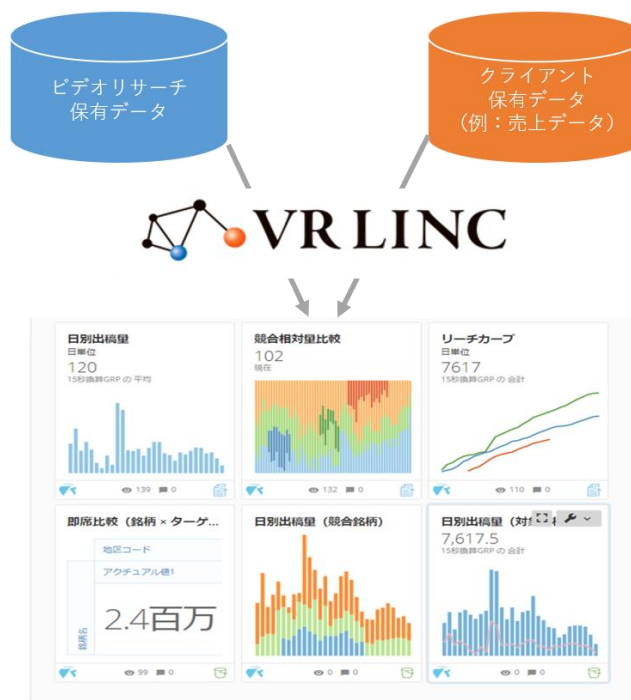 ビデオリサーチ
保有データ
クライアント
保有データ
（例：売上データ）
VR LINC
日別出稿量
日単位
120
15秒換算GRP の 平均
139 0
競合相対量比較
102
現在
132 0
リーチカーブ
日単位
7617
15秒換算GRP の 合計
110 0
即席比較（銘柄 × ターゲ...
地区コード
アクチュアル値1
銘柄名
2.4百万
99 0
日別出稿量（競合銘柄）
0 0
日別出稿量（対
7,617.5
15秒換算GRP の 合計
0 0